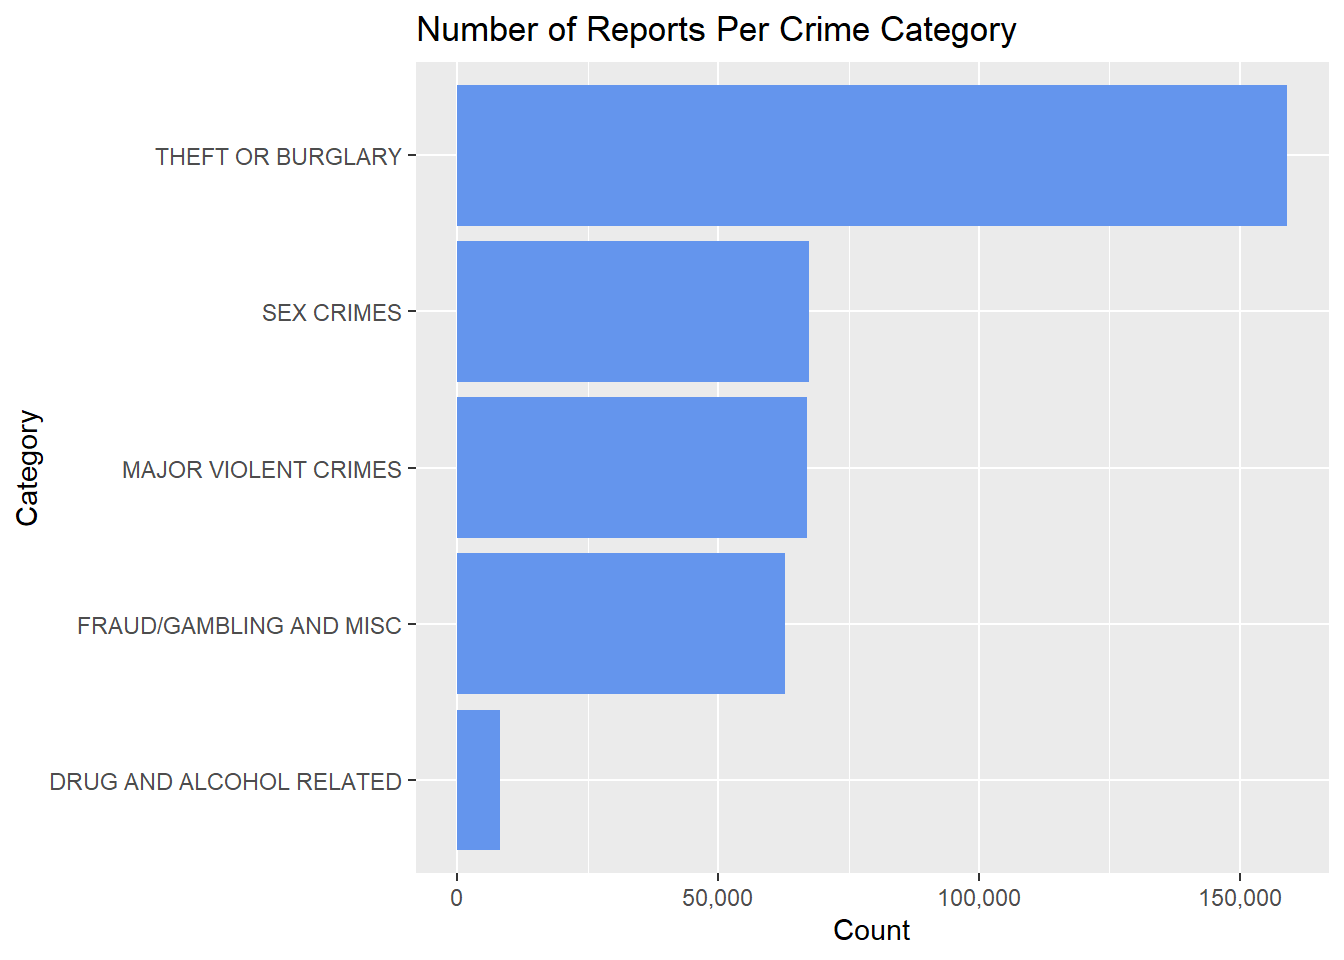 Number of Reports Per Crime Category
THEFT OR BURGLARY
SEX CRIMES
MAJOR VIOLENT CRIMES
FRAUD/GAMBLING AND MISC
DRUG AND ALCOHOL RELATED
Category
0 50,000 100,000 150,000
Count